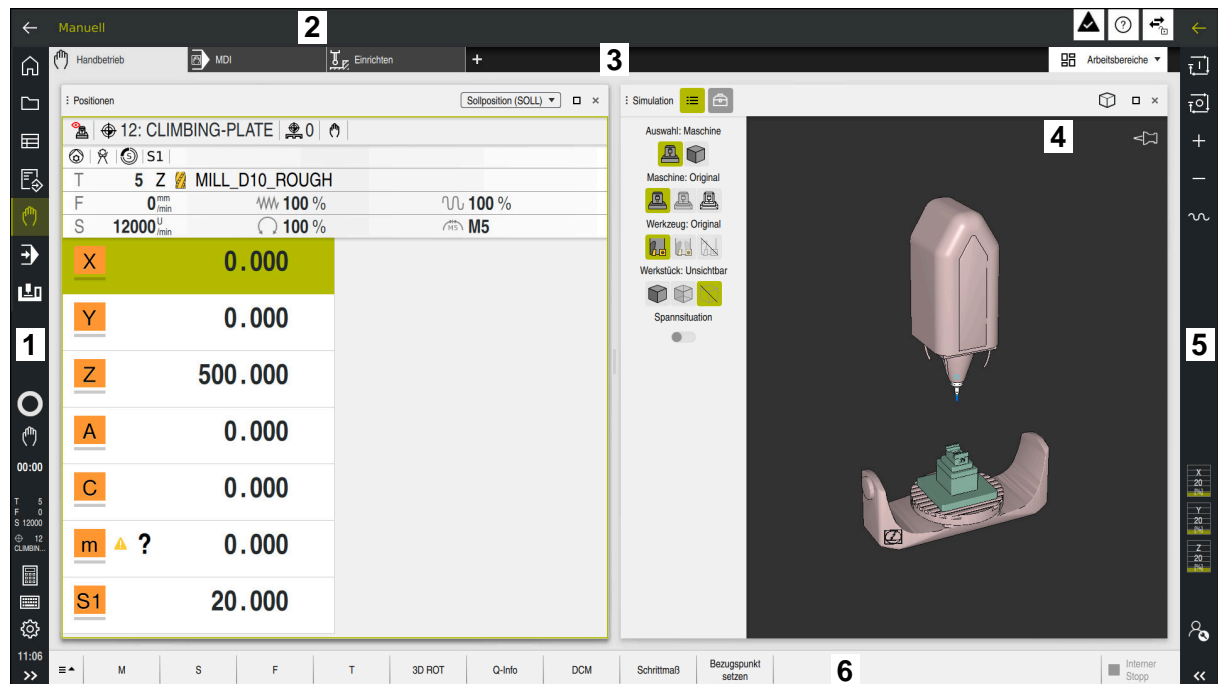 Manuell
2
Handbetrieb
MDI
Einrichten
+
3
Arbeitsbereiche
Positionen
Sollposition (SOLL)
12: CLIMBING-PLATE
0
S1
T 5 Z MILL_D10_ROUGH
F 0 mm/min 100 % 100 %
S 12000 U/min 100 % M5
X 0.000
Y 0.000
Z 500.000
A 0.000
C 0.000
m ? 0.000
S1 20.000
Simulation
Auswahl: Maschine
Maschine: Original
Werkzeug: Original
Werkstück: Unsichtbar
Spannsituation
4
1
00:00
T 5
F 0
S 12000
12
CLIMBIN...
11:06
5
X
20
[%]
Y
20
[%]
Z
20
[%]
M
S
F
T
3D ROT
Q-Info
DCM
Schrittmaß
Bezugspunkt
setzen
6
Interner
Stopp